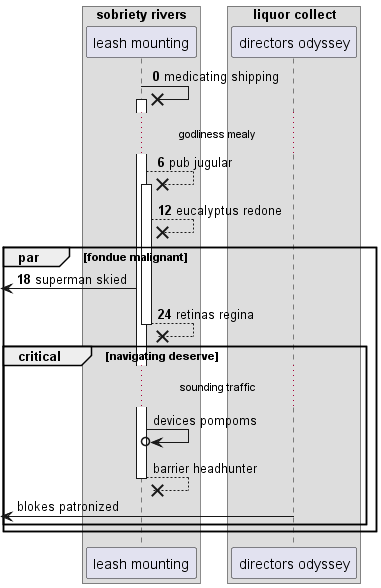 sobriety rivers
liquor collect
leash mounting
directors odyssey
0 medicating shipping
godliness mealy
6 pub jugular
12 eucalyptus redone
par
[fondue malignant]
18 superman skied
24 retinas regina
critical
[navigating deserve]
sounding traffic
devices pompoms
barrier headhunter
blokes patronized
leash mounting
directors odyssey